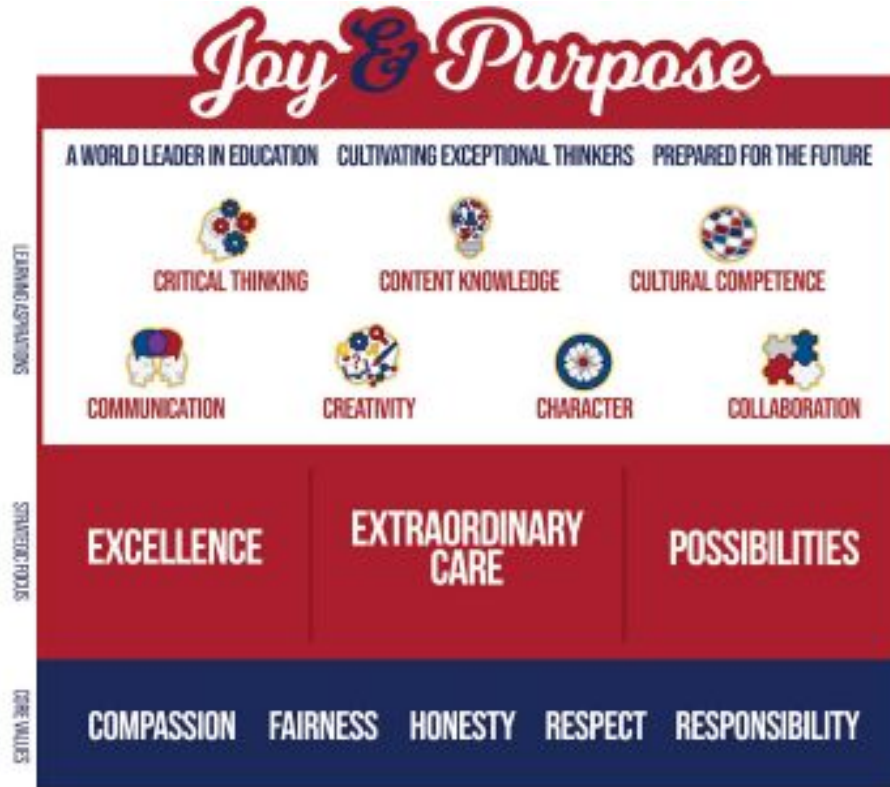 Joy & Purpose
A WORLD LEADER IN EDUCATION CULTIVATING EXCEPTIONAL THINKERS PREPARED FOR THE FUTURE
LEARNING ASPIRATIONS
CRITICAL THINKING CONTENT KNOWLEDGE CULTURAL COMPETENCE
COMMUNICATION CREATIVITY CHARACTER COLLABORATION
STRATEGIC FOCUS
EXCELLENCE
EXTRAORDINARY
CARE
POSSIBILITIES
CORE VALUES
COMPASSION FAIRNESS HONESTY RESPECT RESPONSIBILITY